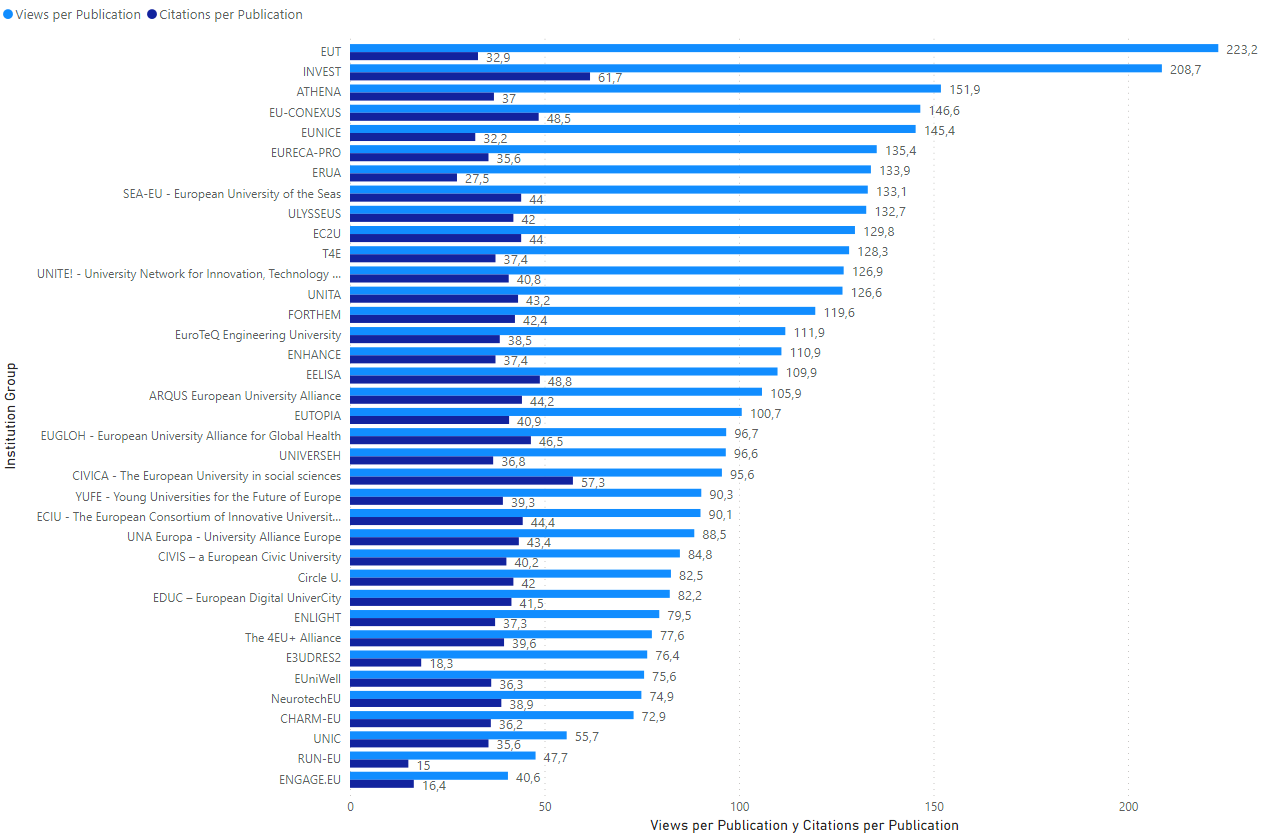 Views per Publication Citations per Publication
EUT 223,2
32,9
INVEST 208,7
61,7
ATHENA 151,9
37
EU-CONEXUS 146,6
48,5
EUNICE 145,4
32,2
EURECA-PRO 135,4
35,6
ERUA 133,9
27,5
SEA-EU - European University of the Seas 133,1
44
ULYSSEUS 132,7
42
EC2U 129,8
44
T4E 128,3
37,4
UNITE! - University Network for Innovation, Technology ... 126,9
40,8
UNITA 126,6
43,2
FORTHEM 119,6
42,4
EuroTeQ Engineering University 111,9
38,5
ENHANCE 110,9
37,4
EELISA 109,9
48,8
ARQUS European University Alliance 105,9
44,2
EUTOPIA 100,7
40,9
EUGLOH - European University Alliance for Global Health 96,7
46,5
UNIVERSEH 96,6
36,8
CIVICA - The European University in social sciences 95,6
57,3
YUFE - Young Universities for the Future of Europe 90,3
39,3
ECIU - The European Consortium of Innovative Universit... 90,1
44,4
UNA Europa - University Alliance Europe 88,5
43,4
CIVIS – a European Civic University 84,8
40,2
Circle U. 82,5
42
EDUC – European Digital UniverCity 82,2
41,5
ENLIGHT 79,5
37,3
The 4EU+ Alliance 77,6
39,6
E3UDRES2 76,4
18,3
EUniWell 75,6
36,3
NeurotechEU 74,9
38,9
CHARM-EU 72,9
36,2
UNIC 55,7
35,6
RUN-EU 47,7
15
ENGAGE.EU 40,6
16,4
0 50 100 150 200
Views per Publication y Citations per Publication
Institution Group